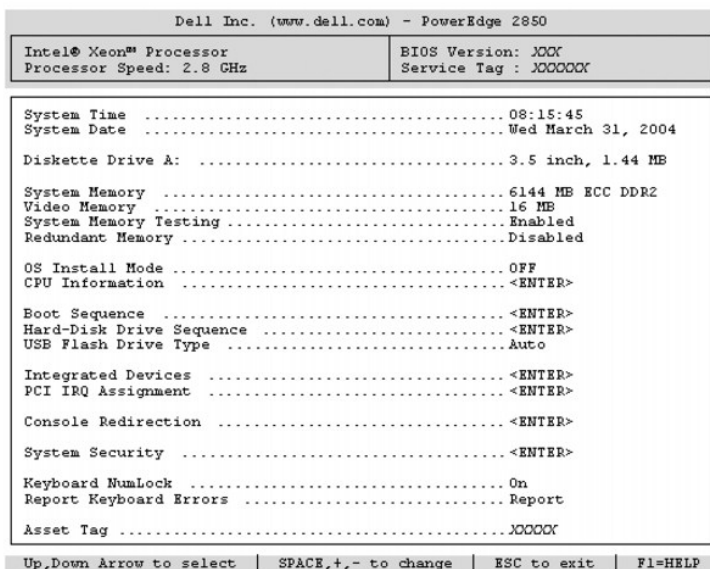 Dell Inc. (www.dell.com) - PowerEdge 2850
Intel® Xeon™ Processor
Processor Speed: 2.8 GHz
BIOS Version: XXX
Service Tag : XXXXXX
System Time ........................................ 08:15:45
System Date ........................................ Wed March 31, 2004
Diskette Drive A: .................................. 3.5 inch, 1.44 MB
System Memory ...................................... 6144 MB ECC DDR2
Video Memory ....................................... 16 MB
System Memory Testing .............................. Enabled
Redundant Memory ................................... Disabled
OS Install Mode .................................... OFF
CPU Information .................................... <ENTER>
Boot Sequence ...................................... <ENTER>
Hard-Disk Drive Sequence ........................... <ENTER>
USB Flash Drive Type ............................... Auto
Integrated Devices ................................. <ENTER>
PCI IRQ Assignment ................................. <ENTER>
Console Redirection ................................ <ENTER>
System Security .................................... <ENTER>
Keyboard NumLock ................................... On
Report Keyboard Errors ............................. Report
Asset Tag .......................................... XXXXX
Up,Down Arrow to select | SPACE,+,- to change | ESC to exit | F1=HELP